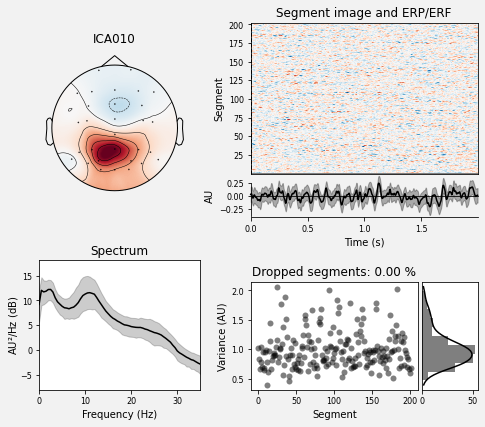 ICA010
Segment image and ERP/ERF
200
175
150
125
100
75
50
25
Segment
0.25
0.00
−0.25
AU
0.0 0.5 1.0 1.5
Time (s)
Spectrum
15
10
5
0
−5
AU²/Hz (dB)
0 10 20 30
Frequency (Hz)
Dropped segments: 0.00 %
2.0
1.5
1.0
0.5
Variance (AU)
0 50 100 150 200
Segment
0 50